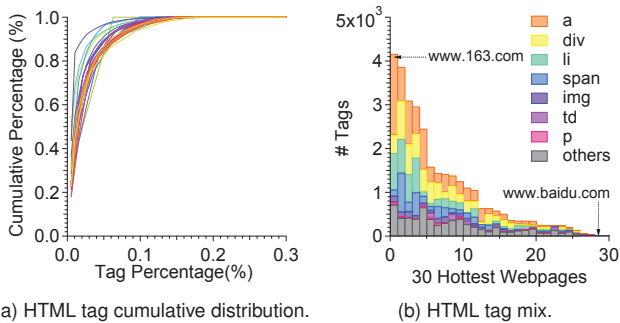 Cumulative Percentage (%)
1.0
0.8
0.6
0.4
0.2
0.0
0.0 0.1 0.2 0.3
Tag Percentage(%)
a) HTML tag cumulative distribution.
5x10³
4
3
2
1
0
# Tags
a
div
li
span
img
td
p
others
www.163.com
www.baidu.com
0 10 20 30
30 Hottest Webpages
(b) HTML tag mix.